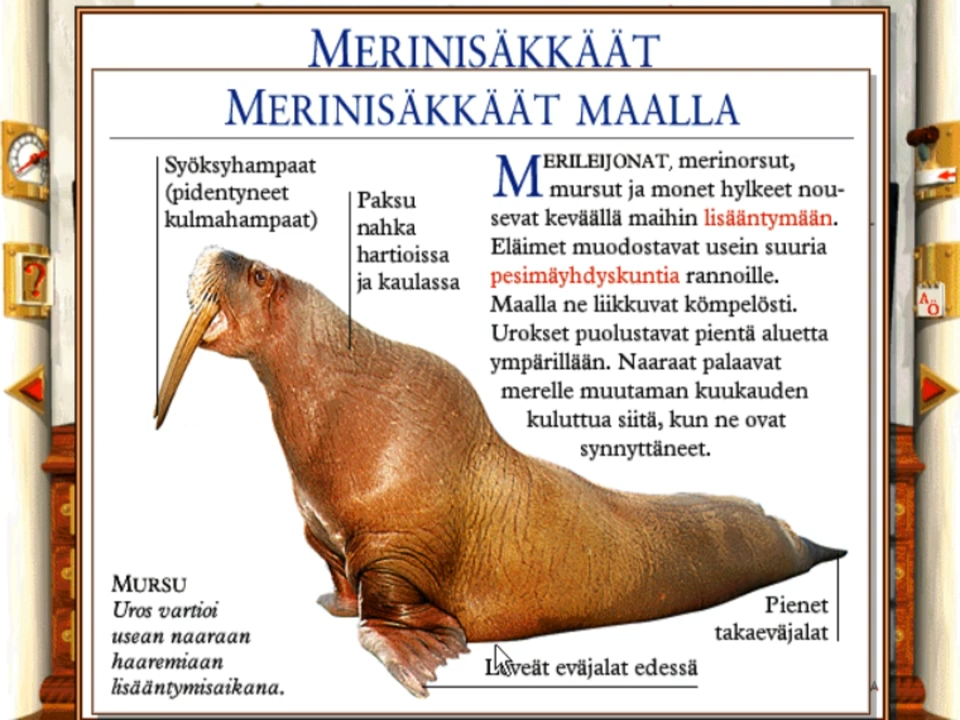 MERINISÄKKÄÄT
MERINISÄKKÄÄT MAALLA
Syöksyhampaat
(pidentyneet
kulmahampaat)
Paksu
nahka
hartioissa
ja kaulassa
MERILEIJONAT, merinorsut,
mursut ja monet hylkeet nou-
sevat keväällä maihin lisääntymään.
Eläimet muodostavat usein suuria
pesimäyhdyskuntia rannoille.
Maalla ne liikkuvat kömpelösti.
Urokset puolustavat pientä aluetta
ympärillään. Naaraat palaavat
merelle muutaman kuukauden
kuluttua siitä, kun ne ovat
synnyttäneet.
MURSU
Uros vartioi
usean naaraan
haaremiaan
lisääntymisaikana.
Pienet
takaeväjalat
eväjalat edessä
?
AÖ
A